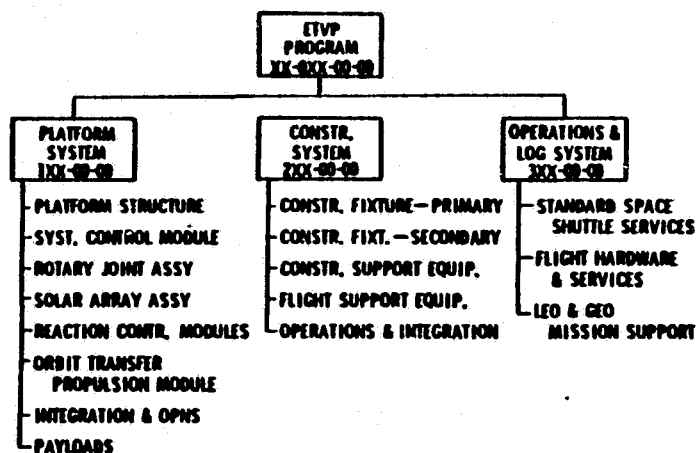 ETVP
PROGRAM
XX-0XX-00-00
PLATFORM
SYSTEM
1XX-00-00
CONSTR.
SYSTEM
2XX-00-00
OPERATIONS &
LOG SYSTEM
3XX-00-00
PLATFORM STRUCTURE
SYST. CONTROL MODULE
ROTARY JOINT ASSY
SOLAR ARRAY ASSY
REACTION CONTR. MODULES
ORBIT TRANSFER
PROPULSION MODULE
INTEGRATION & OPNS
PAYLOADS
CONSTR. FIXTURE—PRIMARY
CONSTR. FIXT.—SECONDARY
CONSTR. SUPPORT EQUIP.
FLIGHT SUPPORT EQUIP.
OPERATIONS & INTEGRATION
STANDARD SPACE
SHUTTLE SERVICES
FLIGHT HARDWARE
& SERVICES
LEO & GEO
MISSION SUPPORT